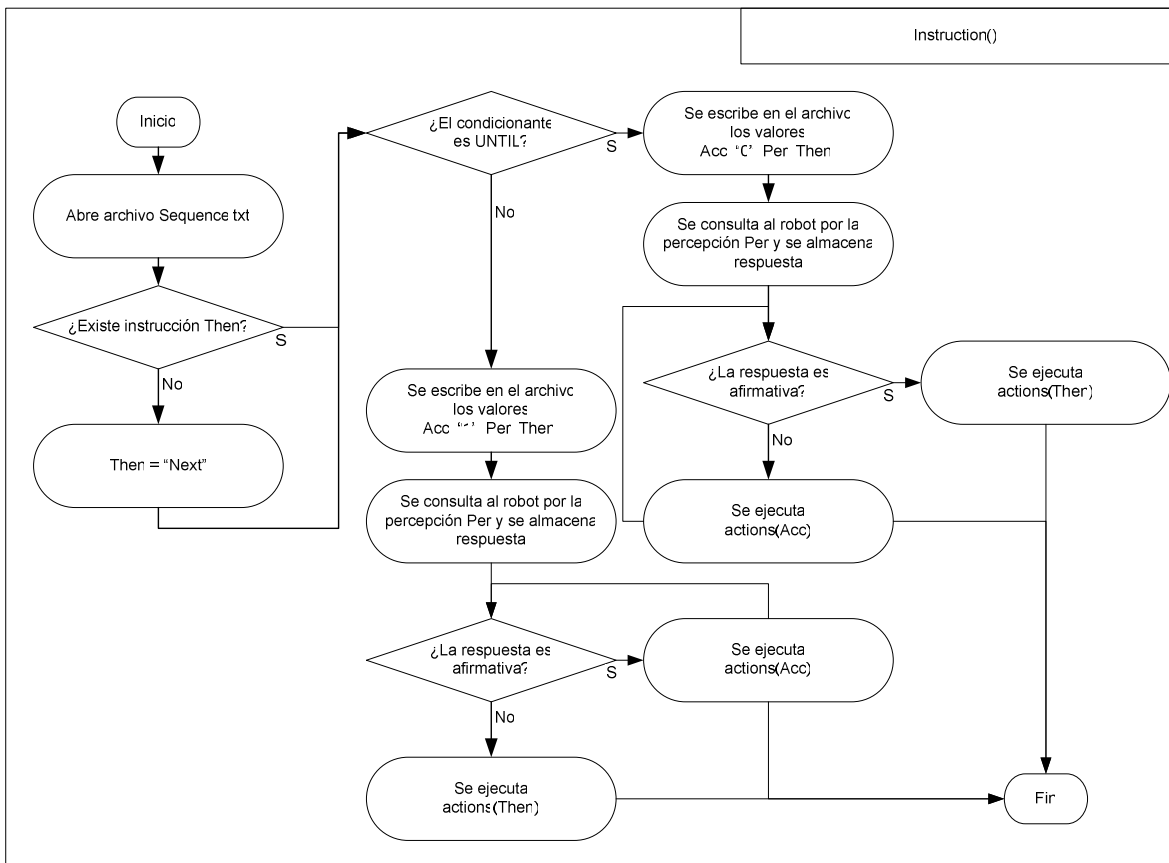 Instruction()
Inicio
Abre archivo Sequence.txt
¿Existe instrucción Then?
S
No
Then = “Next”
¿El condicionante
es UNTIL?
S
No
Se escribe en el archivo
los valores
Acc “1” Per Then
Se consulta al robot por la
percepción Per y se almacena
respuesta
¿La respuesta es
afirmativa?
S
No
Se ejecuta
actions(Acc)
Se ejecuta
actions(Then)
Se escribe en el archivo
los valores
Acc “0” Per Then
Se consulta al robot por la
percepción Per y se almacena
respuesta
¿La respuesta es
afirmativa?
S
No
Se ejecuta
actions(Then)
Se ejecuta
actions(Acc)
Fin